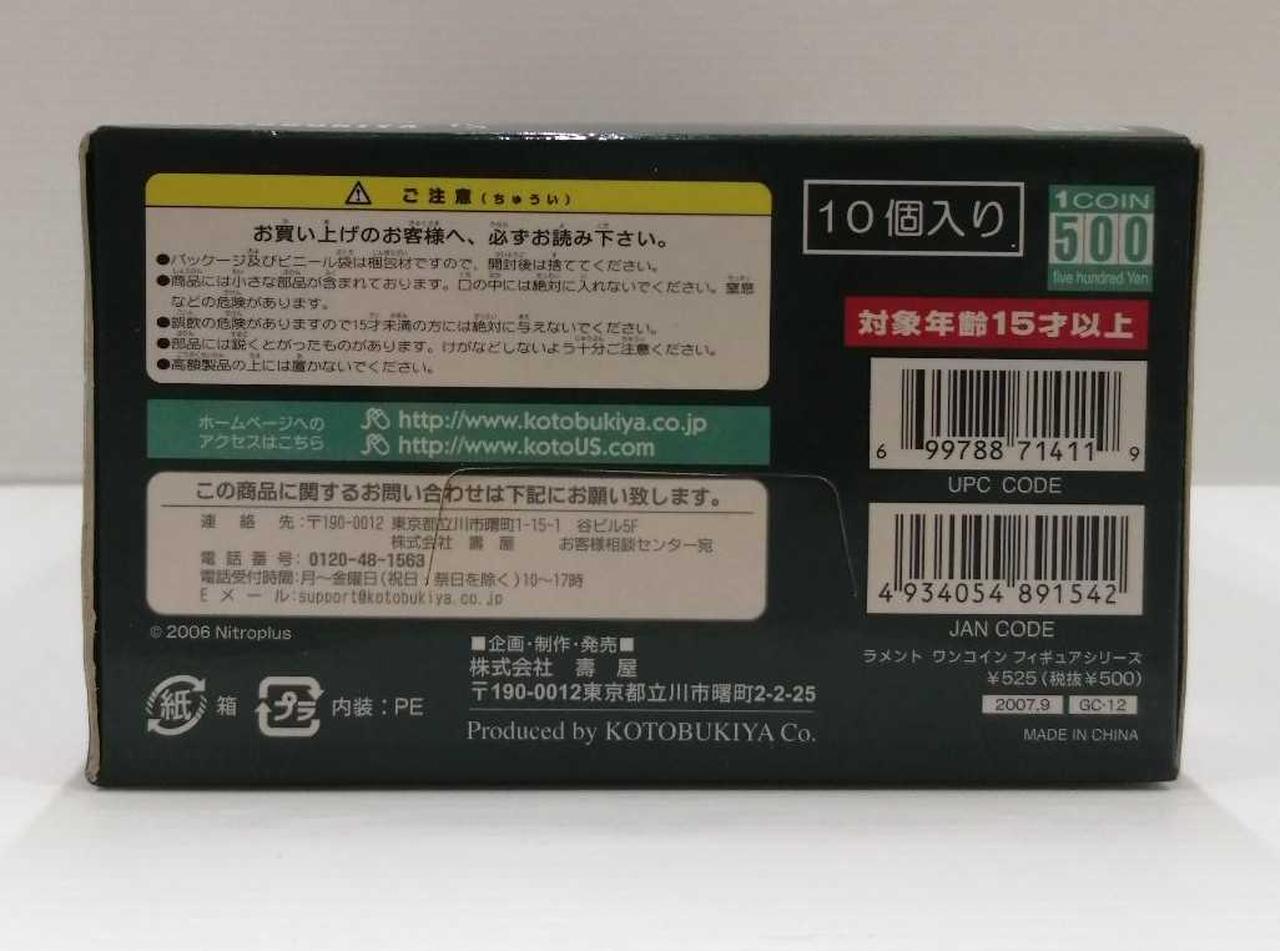 ご注意(ちゅうい)
お買い上げのお客様へ、必ずお読み下さい。
●パッケージ及びビニール袋は梱包材ですので、開封後は捨ててください。
●商品には小さな部品が含まれております。口の中には絶対に入れないでください。窒息
などの危険があります。
●誤飲の危険がありますので15才未満の方には絶対に与えないでください。
●部品には鋭くとがったものがあります。けがなどしないよう十分ご注意ください。
●高額製品の上には置かないでください。
ホームページへの
アクセスはこちら
http://www.kotobukiya.co.jp
http://www.kotoUS.com
この商品に関するお問い合わせは下記にお願い致します。
連絡先:〒190-0012 東京都立川市曙町1-15-1 谷ビル5F
株式会社 壽屋 お客様相談センター宛
電話番号: 0120-48-1563
電話受付時間:月~金曜日(祝日・祭日を除く)10~17時
Eメール:support@kotobukiya.co.jp
© 2006 Nitroplus
紙 箱 プラ 内装:PE
■企画・制作・発売■
株式会社 壽屋
〒190-0012東京都立川市曙町2-2-25
Produced by KOTOBUKIYA Co.
10個入り
1COIN
500
five hundred Yen
対象年齢15才以上
6 99788 71411 9
UPC CODE
4 934054 891542
JAN CODE
ラメント ワンコイン フィギュアシリーズ
¥525(税抜¥500)
2007.9 GC-12
MADE IN CHINA